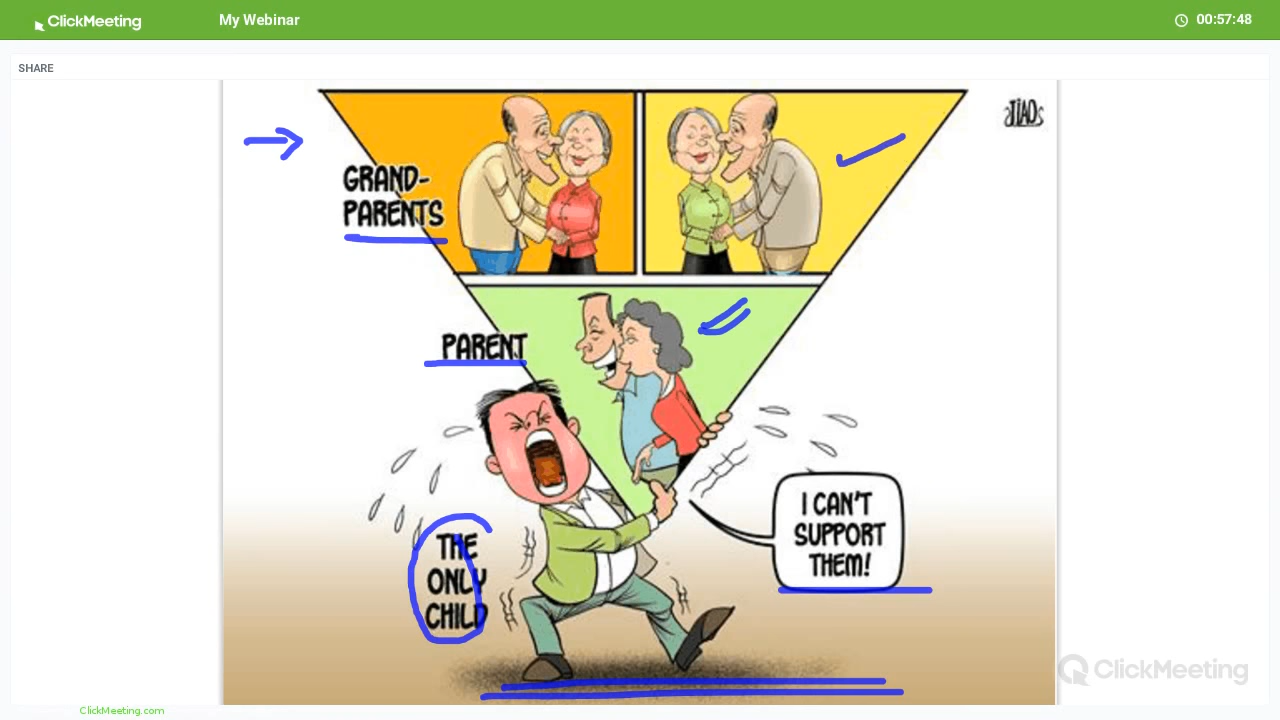 ClickMeeting
My Webinar
00:57:48
SHARE
JIAOs
GRAND-
PARENTS
PARENT
THE
ONLY
CHILD
I CAN'T
SUPPORT
THEM!
ClickMeeting
ClickMeeting.com